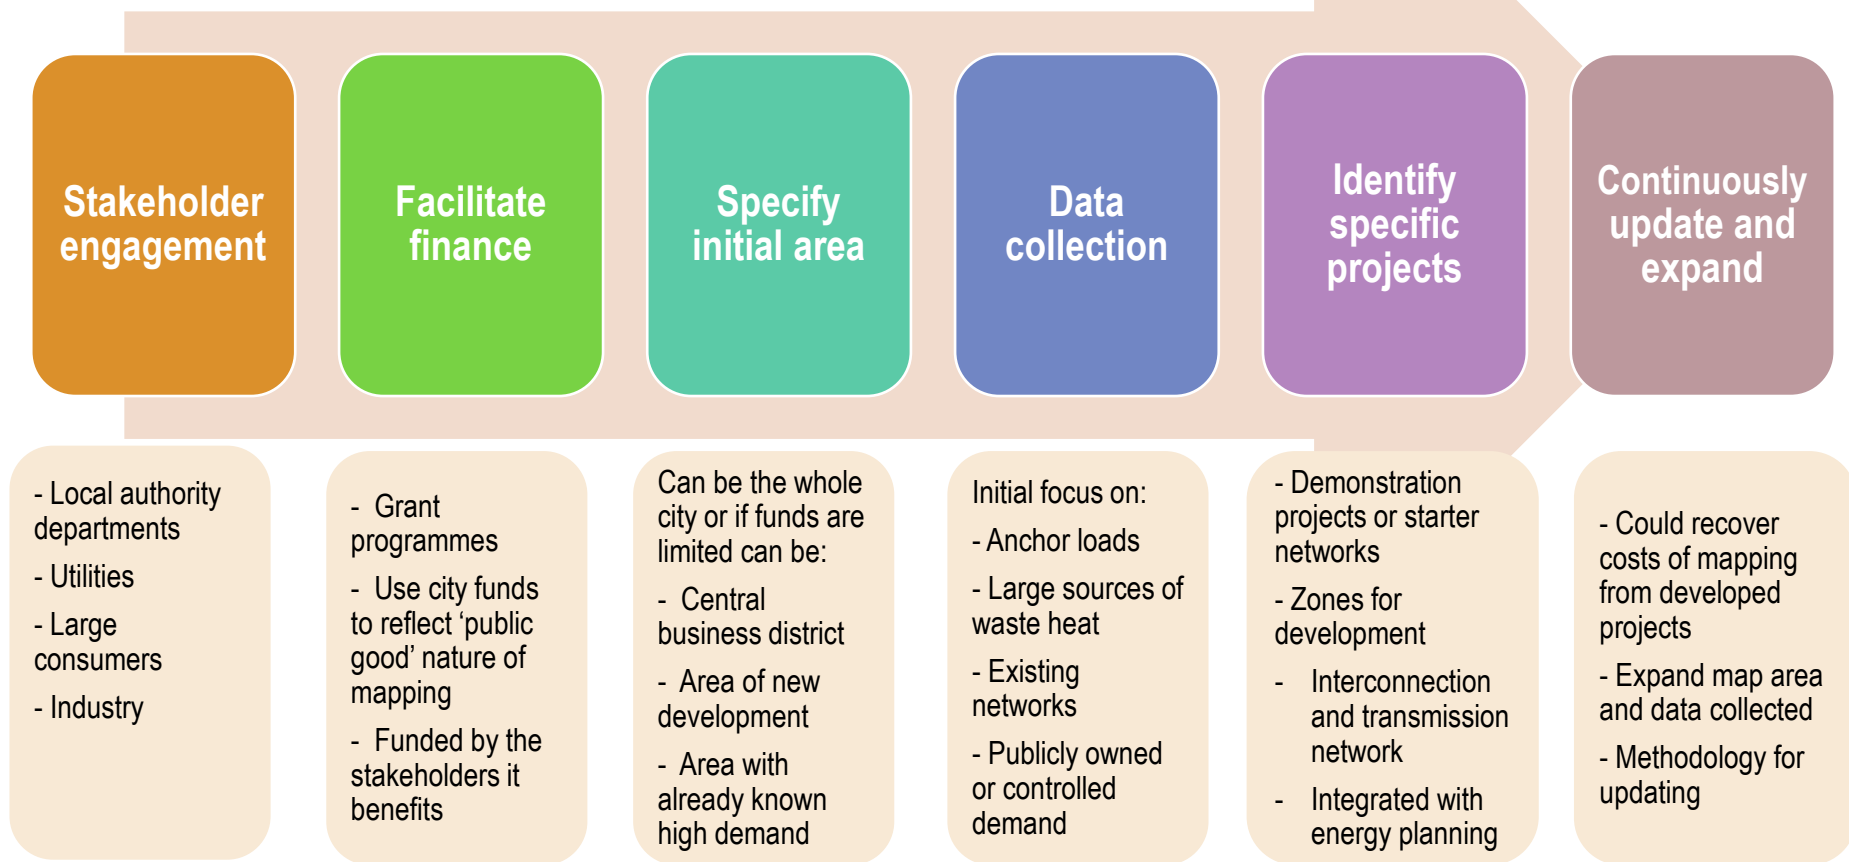 Stakeholder
engagement
Facilitate
finance
Specify
initial area
Data
collection
Identify
specific
projects
Continuously
update and
expand
- Local authority
departments
- Utilities
- Large
consumers
- Industry
- Grant
programmes
- Use city funds
to reflect ‘public
good’ nature of
mapping
- Funded by the
stakeholders it
benefits
Can be the whole
city or if funds are
limited can be:
- Central
business district
- Area of new
development
- Area with
already known
high demand
Initial focus on:
- Anchor loads
- Large sources of
waste heat
- Existing
networks
- Publicly owned
or controlled
demand
- Demonstration
projects or starter
networks
- Zones for
development
- Interconnection
and transmission
network
- Integrated with
energy planning
- Could recover
costs of mapping
from developed
projects
- Expand map area
and data collected
- Methodology for
updating